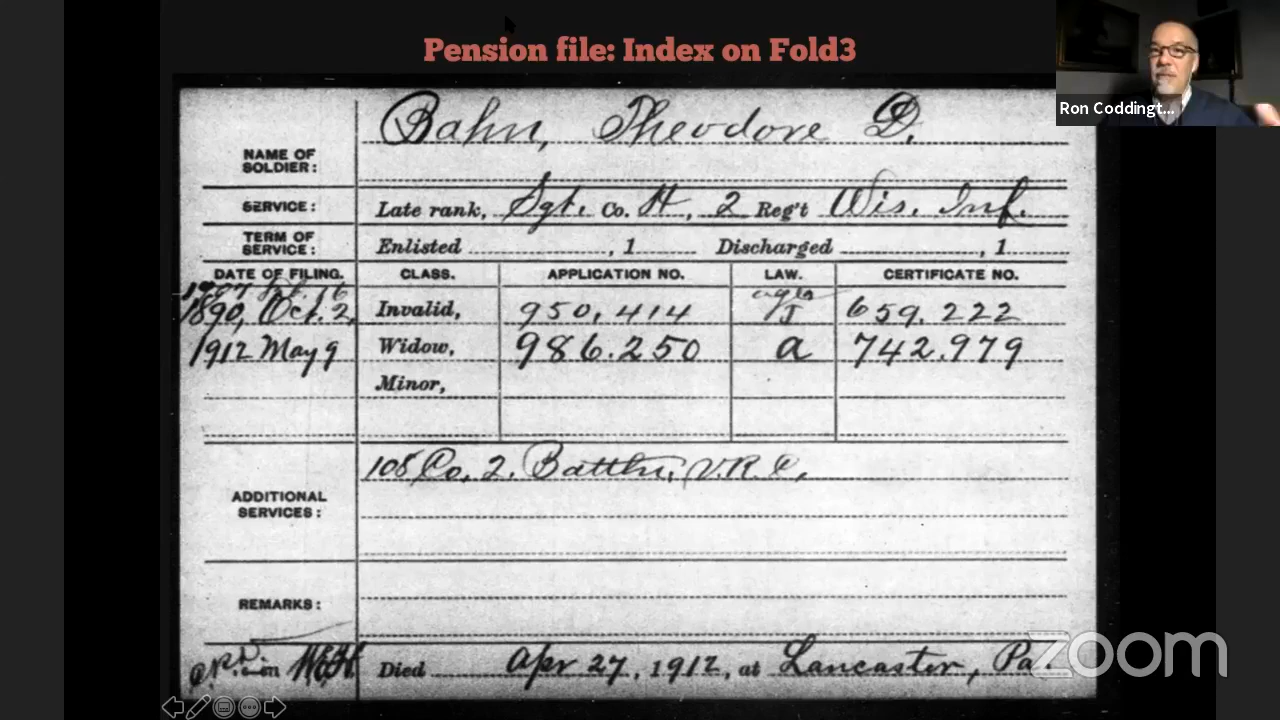 Pension file: Index on Fold3
Ron Coddingt...
Bahn, Theodore D.
NAME OF
SOLDIER:
SERVICE: Late rank, Sgt. Co. H, 2 Reg't Wis. Inf.
TERM OF
SERVICE: Enlisted , 1 Discharged , 1
DATE OF FILING. CLASS. APPLICATION NO. LAW. CERTIFICATE NO.
1907
1890, Oct. 2, Invalid, 950,414 J 659,222
1912 May 9 Widow, 986.250 a 742.979
Minor,
108 Co. 2. Battln, V.R.C.
ADDITIONAL
SERVICES:
REMARKS:
Died Apr 27, 1912, at Lancaster, Pa.
zoom